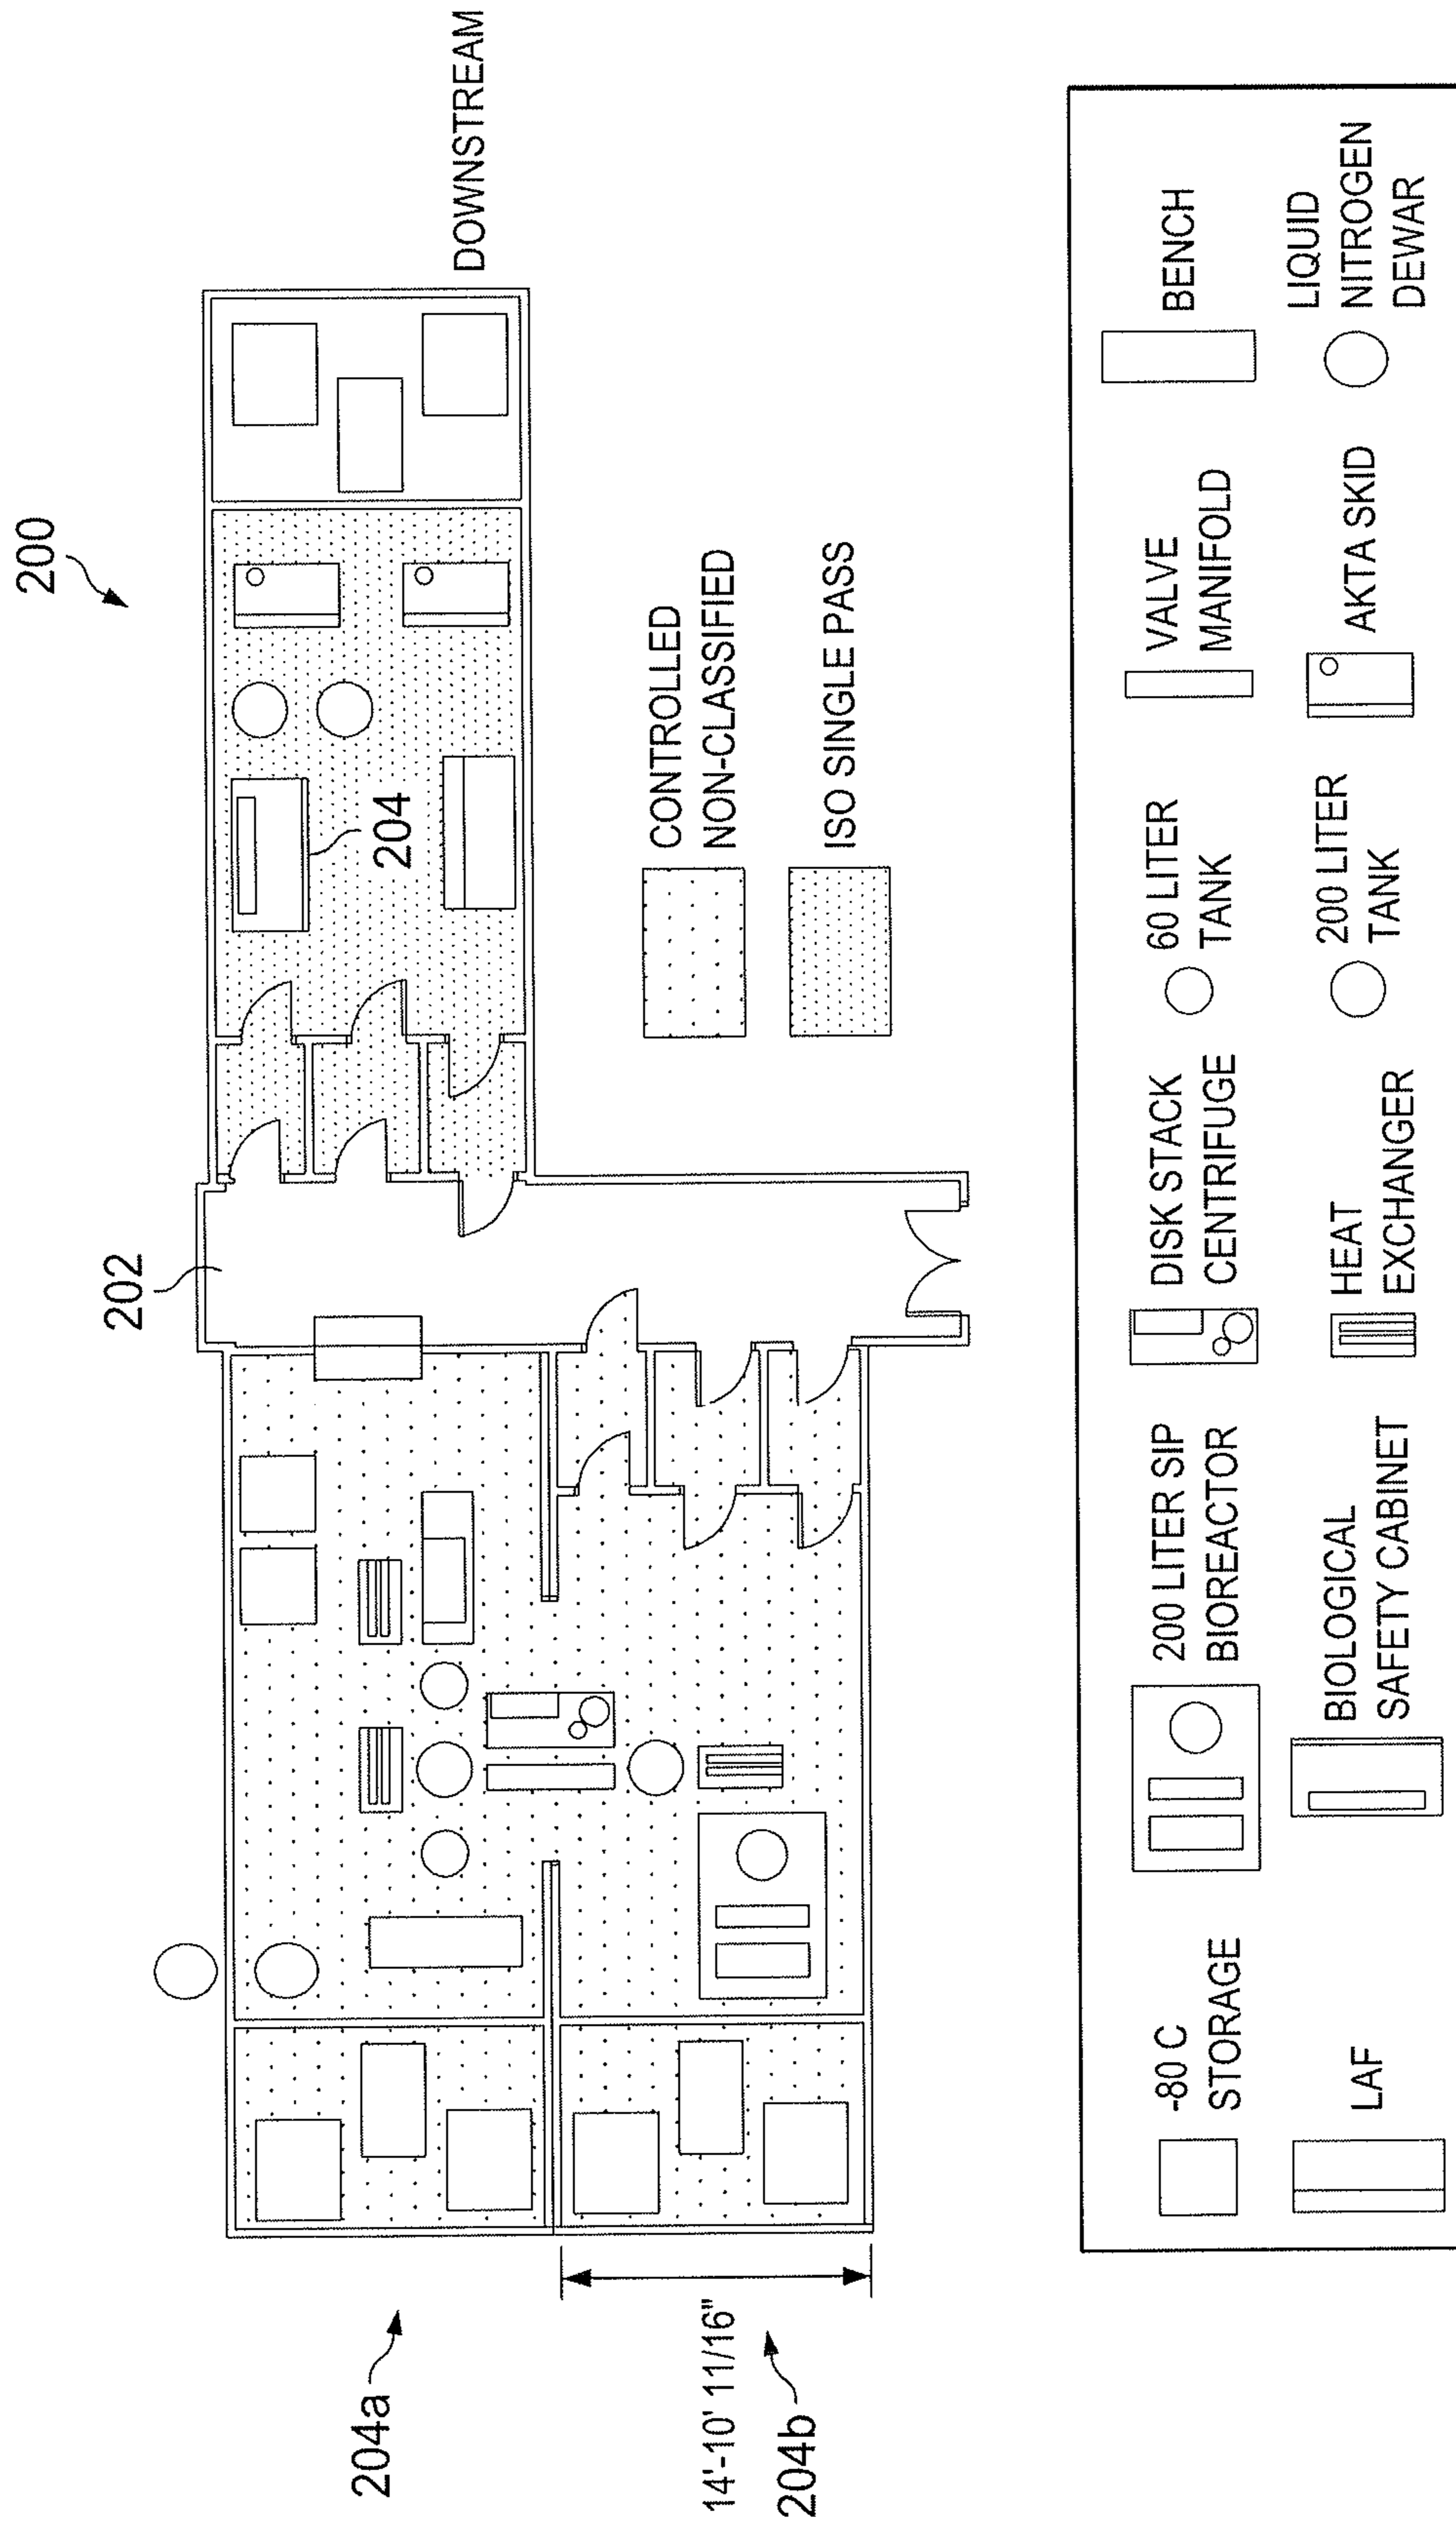 200
202
DOWNSTREAM
204
204a
14'-10' 11/16"
204b
CONTROLLED
NON-CLASSIFIED
ISO SINGLE PASS
-80 C
STORAGE
200 LITER SIP
BIOREACTOR
DISK STACK
CENTRIFUGE
60 LITER
TANK
VALVE
MANIFOLD
BENCH
LAF
BIOLOGICAL
SAFETY CABINET
HEAT
EXCHANGER
200 LITER
TANK
AKTA SKID
LIQUID
NITROGEN
DEWAR